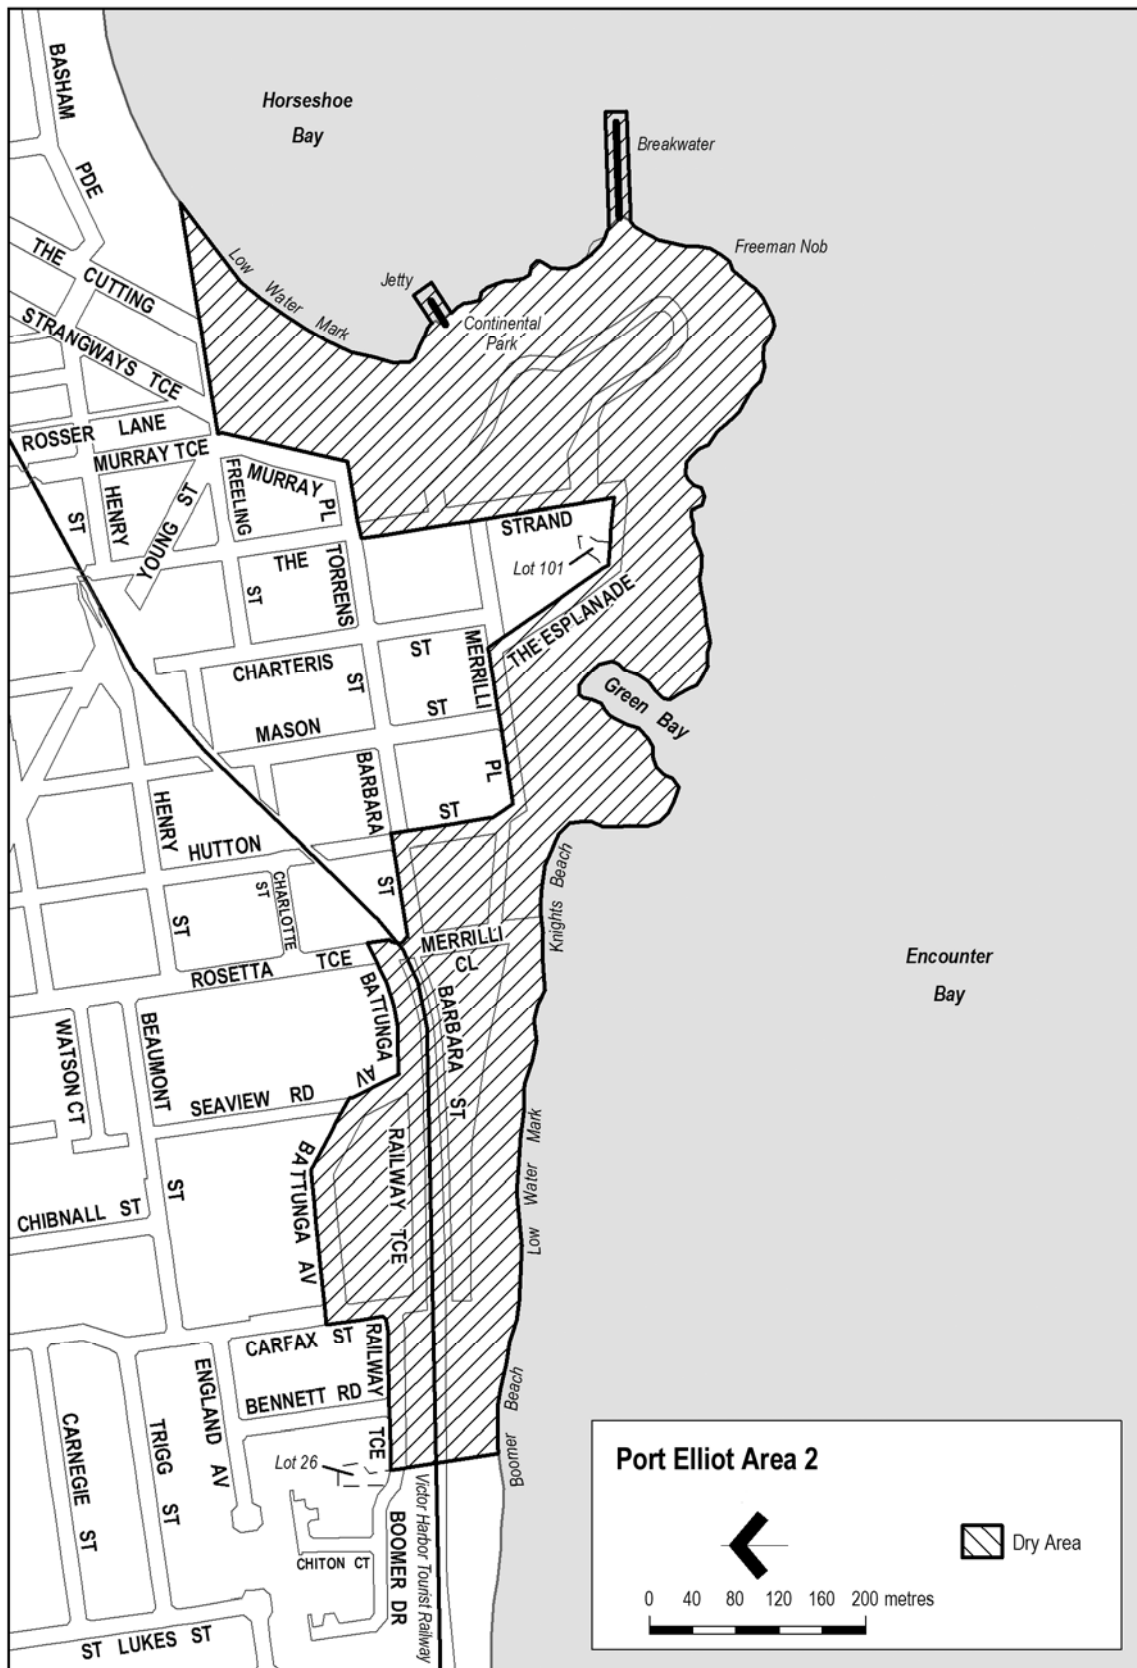 BASHAM
PDE
Horseshoe
Bay
Breakwater
Freeman Nob
THE CUTTING
Low Water Mark
Jetty
Continental
Park
STRANGWAYS TCE
ROSSER LANE
MURRAY TCE
FREELING
ST
MURRAY
PL
ST
HENRY
YOUNG ST
STRAND
THE
TORRENS
ST
Lot 101
THE ESPLANADE
MERRILLI
PL
ST
CHARTERIS
ST
Green Bay
MASON
BARBARA
ST
ST
HENRY
ST
HUTTON
Knights Beach
CHARLOTTE
ST
MERRILLI
CL
ROSETTA TCE
Encounter
Bay
BATTUNGA
AV
BARBARA
ST
WATSON CT
BEAUMONT
ST
SEAVIEW RD
Low Water Mark
BATTUNGA AV
RAILWAY TCE
CHIBNALL ST
CARFAX ST
RAILWAY
TCE
ENGLAND AV
BENNETT RD
Boomer Beach
CARNEGIE ST
TRIGG ST
Lot 26
BOOMER DR
Victor Harbor Tourist Railway
CHITON CT
ST LUKES ST
Port Elliot Area 2
Dry Area
0 40 80 120 160 200 metres